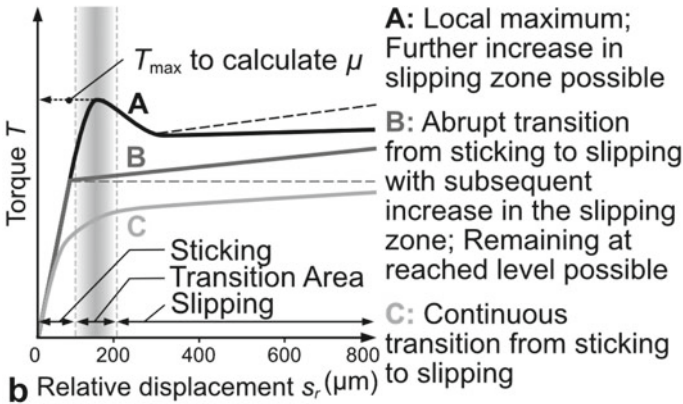 Torque T
T_max to calculate μ
A
B
C
Sticking
Transition Area
Slipping
0 200 400 600 800
b Relative displacement s_r (μm)
A: Local maximum;
Further increase in
slipping zone possible
B: Abrupt transition
from sticking to slipping
with subsequent
increase in the slipping
zone; Remaining at
reached level possible
C: Continuous
transition from sticking
to slipping